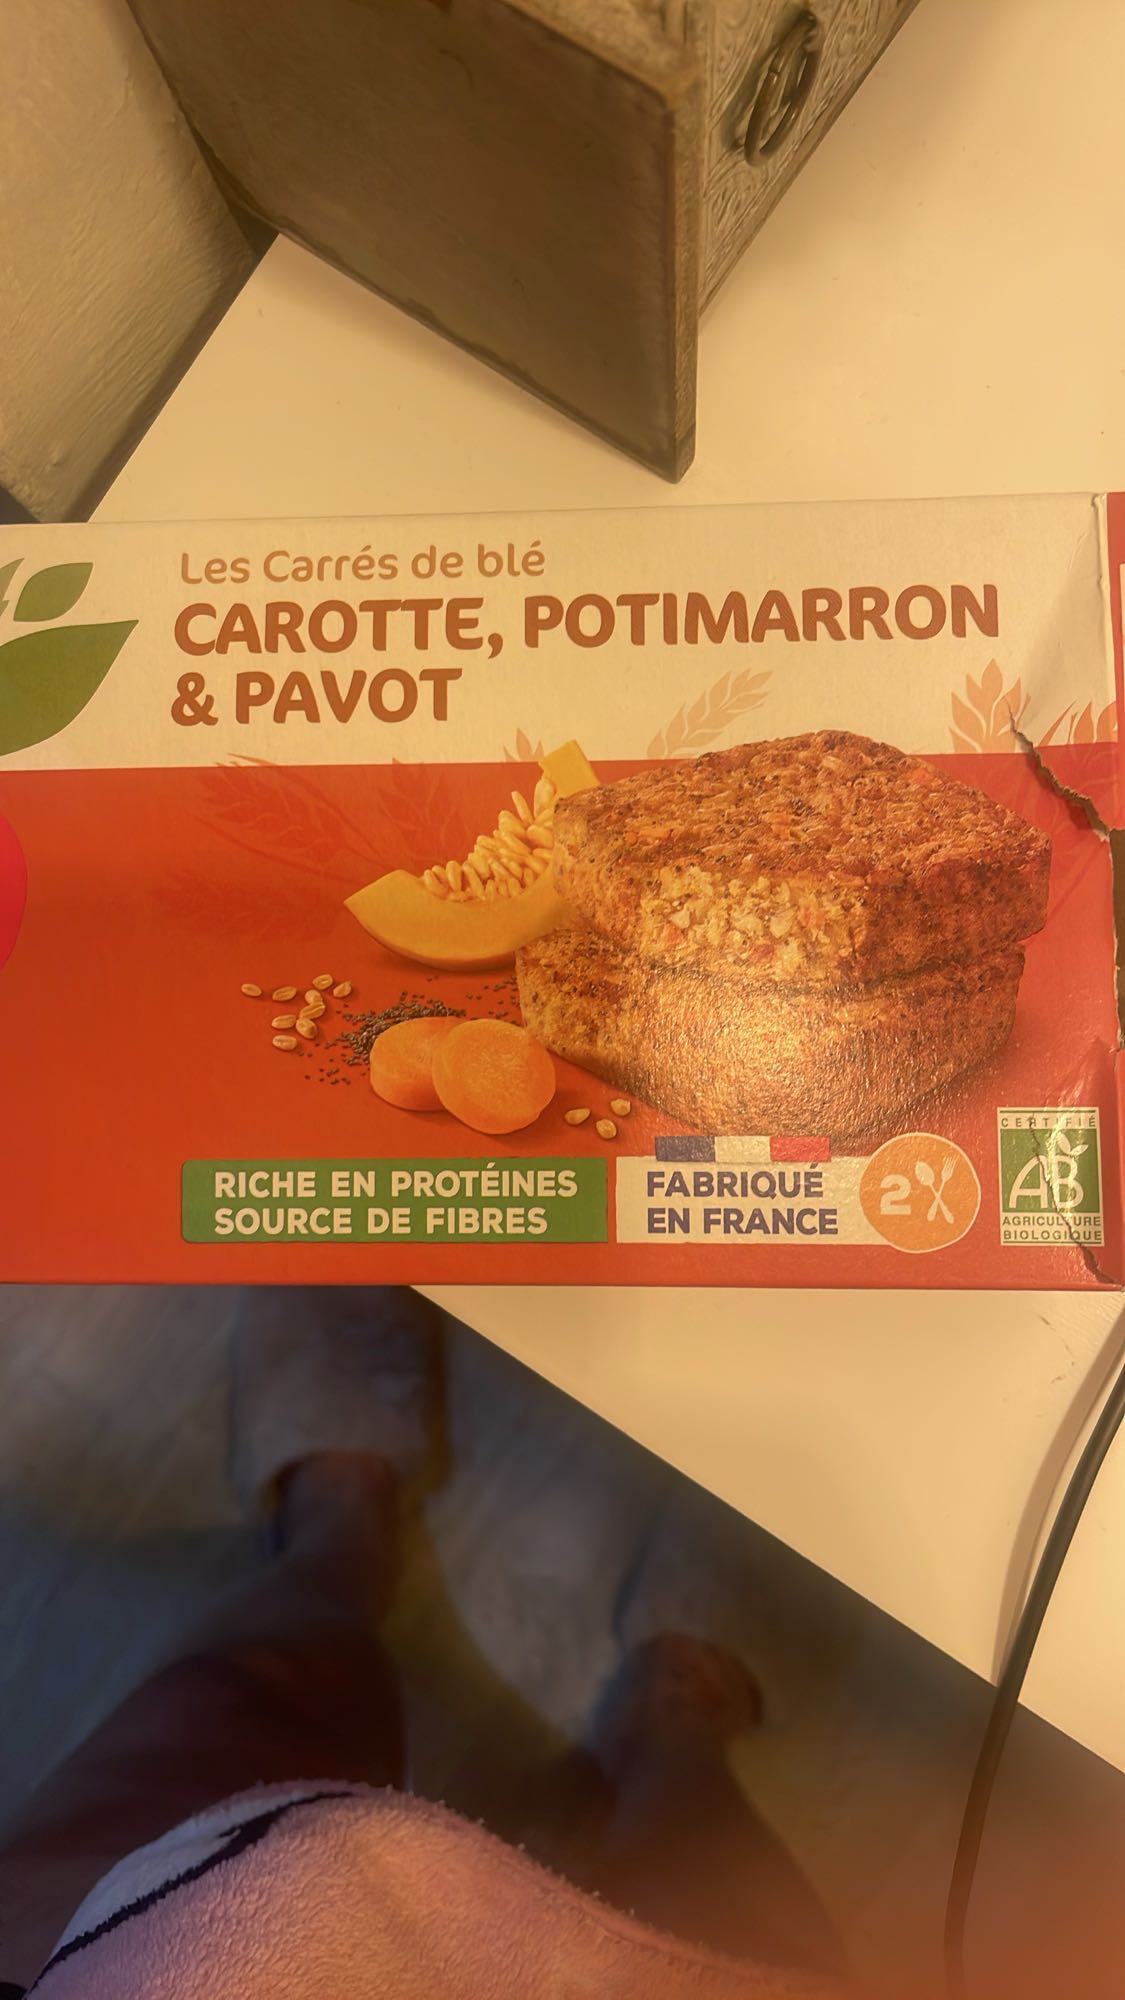 Les Carrés de blé
CAROTTE, POTIMARRON
& PAVOT
RICHE EN PROTÉINES
SOURCE DE FIBRES
FABRIQUÉ
EN FRANCE
2
CERTIFIÉ
AB
AGRICULTURE
BIOLOGIQUE